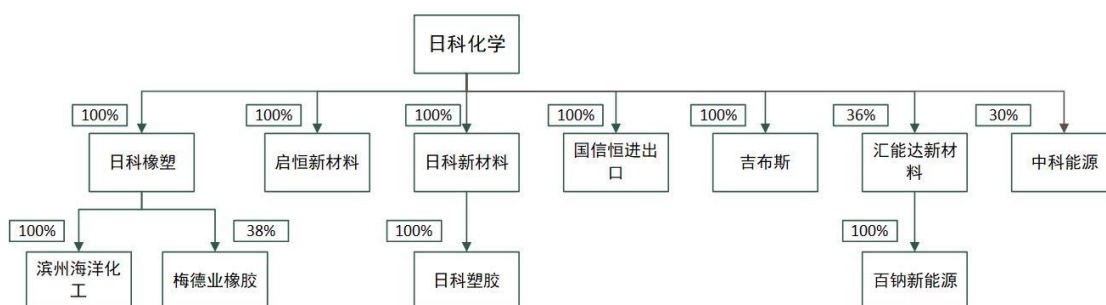 日科化学
100%
100%
100%
100%
100%
36%
30%
日科橡塑
启恒新材料
日科新材料
国信恒进出
口
吉布斯
汇能达新材
料
中科能源
100%
38%
100%
100%
滨州海洋化
工
梅德业橡胶
日科塑胶
百钠新能源